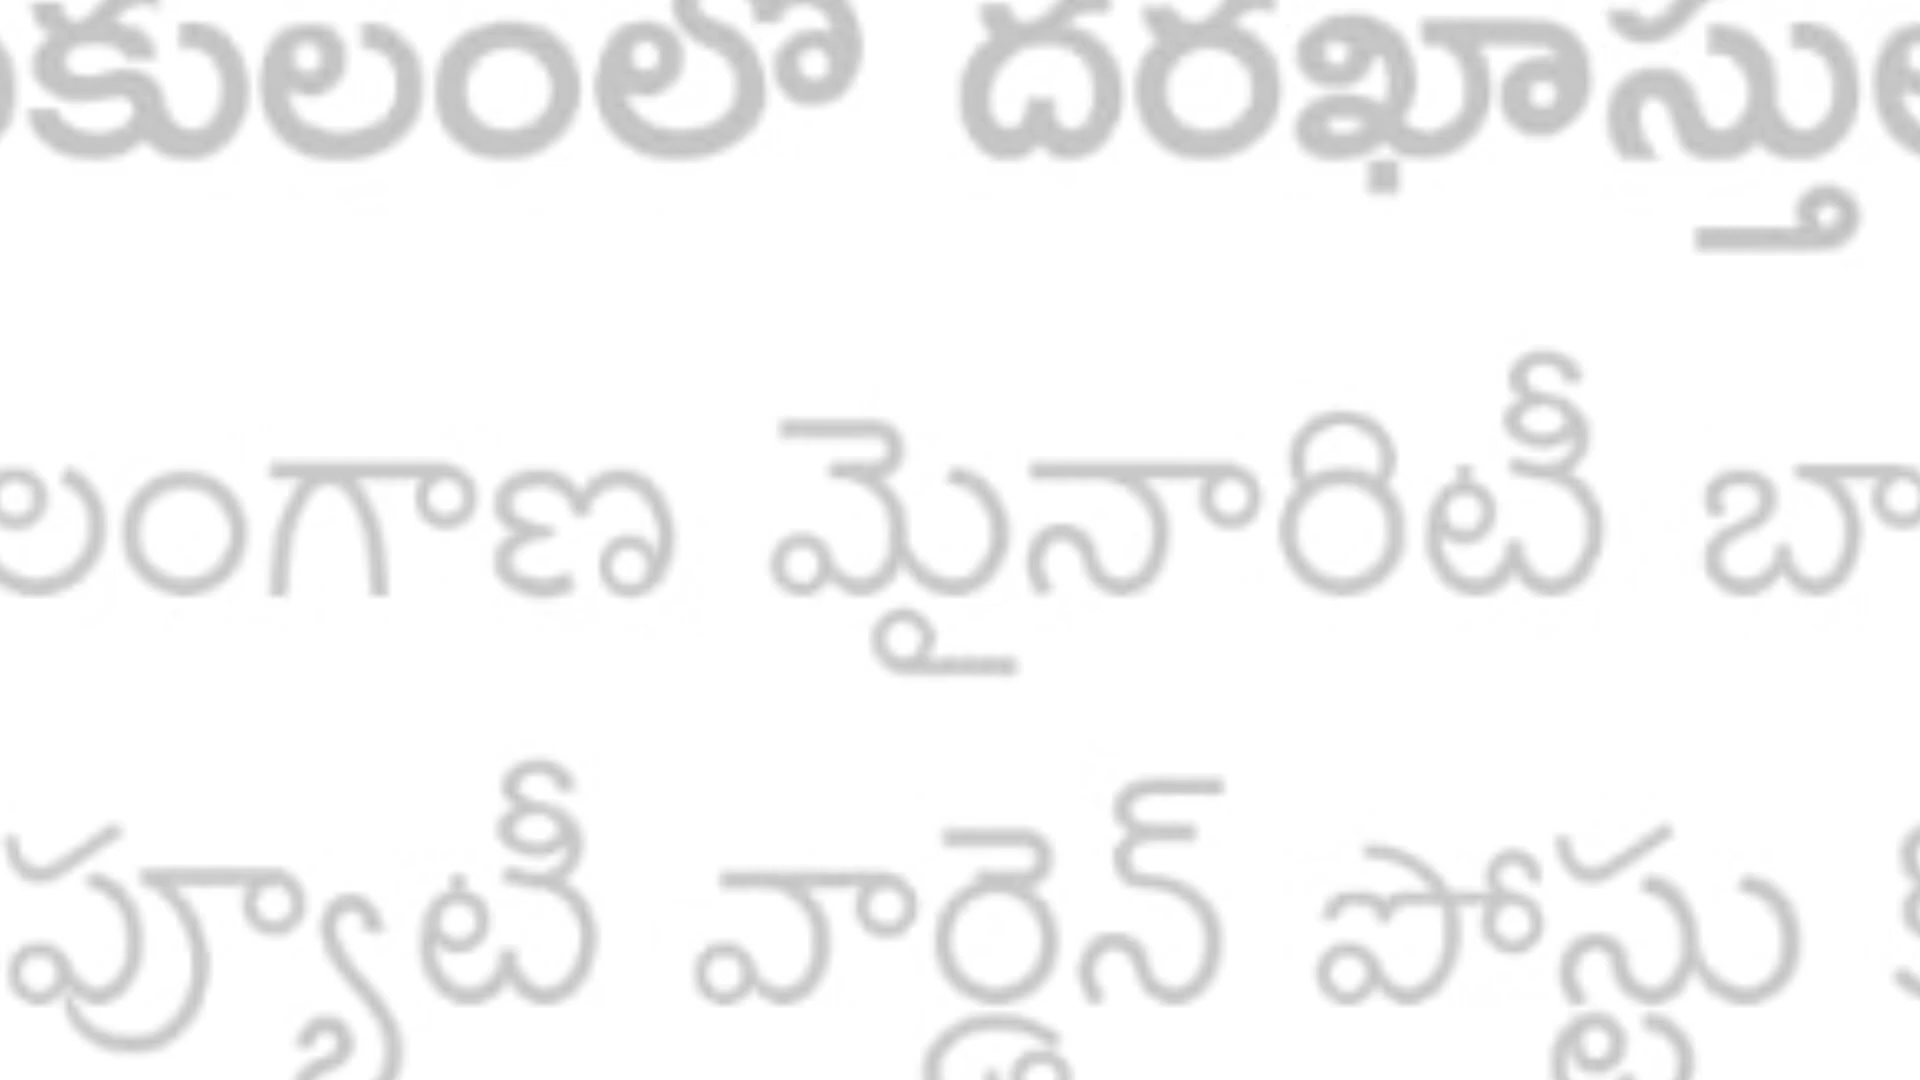 కులంలో దరఖాస్తుల
లంగాణ మైనారిటీ బా
ప్యూటీ వార్డెన్ పోస్టు